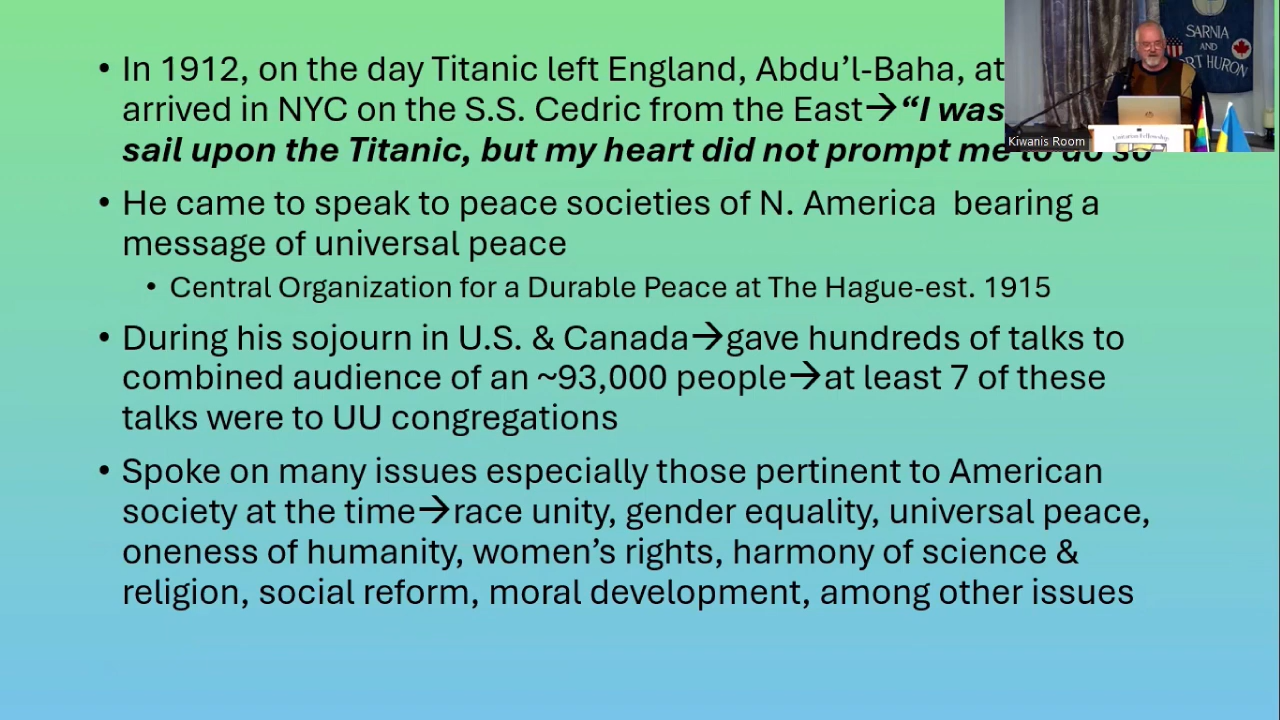 • In 1912, on the day Titanic left England, Abdu’l-Baha, at
arrived in NYC on the S.S. Cedric from the East→“I was
sail upon the Titanic, but my heart did not prompt me to do so
• He came to speak to peace societies of N. America  bearing a
message of universal peace
• Central Organization for a Durable Peace at The Hague-est. 1915
• During his sojourn in U.S. & Canada→gave hundreds of talks to
combined audience of an ~93,000 people→at least 7 of these
talks were to UU congregations
• Spoke on many issues especially those pertinent to American
society at the time→race unity, gender equality, universal peace,
oneness of humanity, women’s rights, harmony of science &
religion, social reform, moral development, among other issues
SARNIA
AND
PORT HURON
Unitarian Fellowship
Kiwanis Room